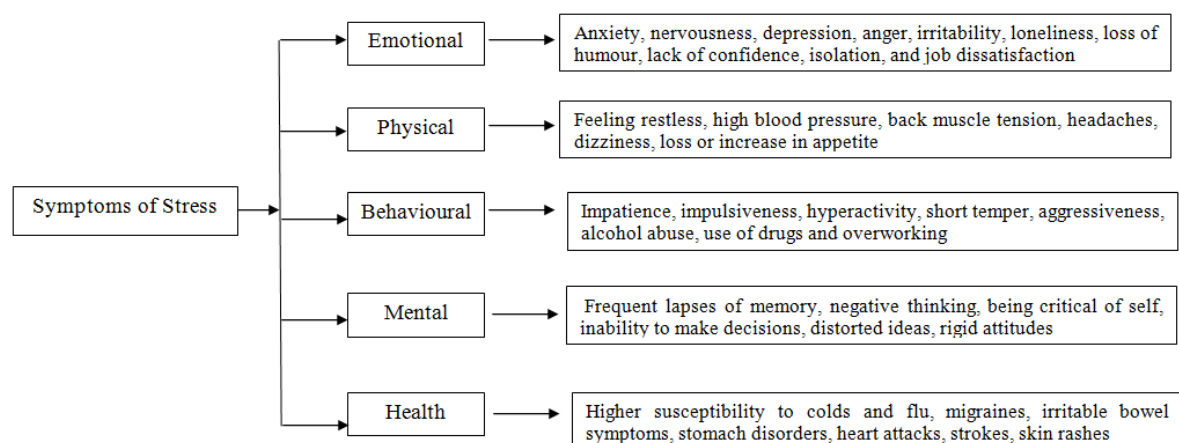 Emotional
Anxiety, nervousness, depression, anger, irritability, loneliness, loss of
humour, lack of confidence, isolation, and job dissatisfaction
Physical
Feeling restless, high blood pressure, back muscle tension, headaches,
dizziness, loss or increase in appetite
Symptoms of Stress
Behavioural
Impatience, impulsiveness, hyperactivity, short temper, aggressiveness,
alcohol abuse, use of drugs and overworking
Mental
Frequent lapses of memory, negative thinking, being critical of self,
inability to make decisions, distorted ideas, rigid attitudes
Health
Higher susceptibility to colds and flu, migraines, irritable bowel
symptoms, stomach disorders, heart attacks, strokes, skin rashes